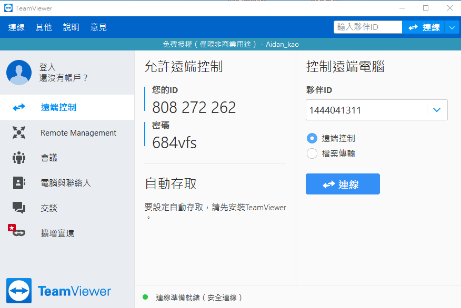 TeamViewer
連線 其他 說明 意見
輸入夥伴ID
連線
免費授權（僅限非商業用途） - Aidan_kao
登入
還沒有帳戶？
遠端控制
Remote Management
會議
電腦與聯絡人
交談
擴增實境
TeamViewer
允許遠端控制
您的ID
808 272 262
密碼
684vfs
自動存取
要設定自動存取，請先安裝TeamViewer
。
控制遠端電腦
夥伴ID
1444041311
遠端控制
檔案傳輸
連線
連線準備就緒（安全連線）